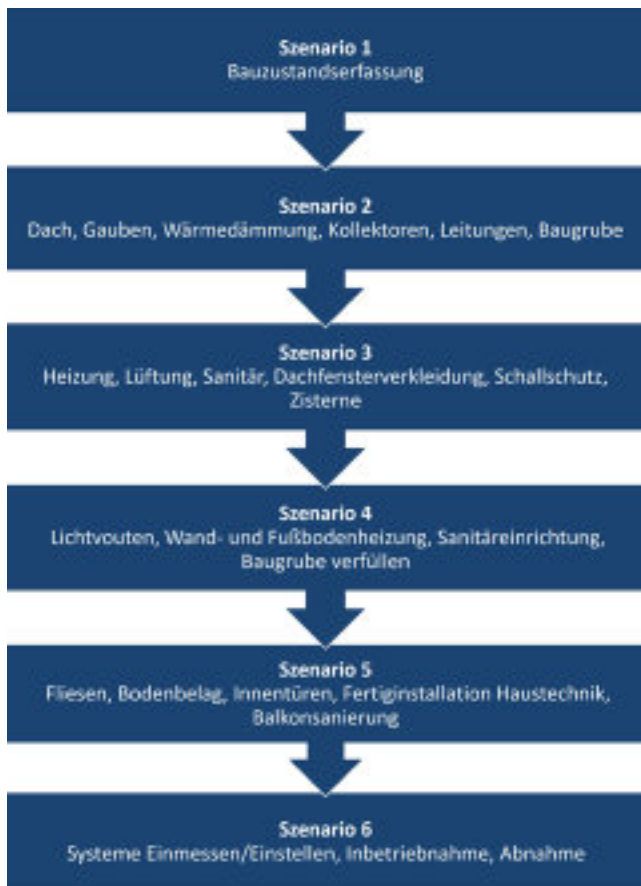 Szenario 1
Bauzustandserfassung
Szenario 2
Dach, Gauben, Wärmedämmung, Kollektoren, Leitungen, Baugrube
Szenario 3
Heizung, Lüftung, Sanitär, Dachfensterverkleidung, Schallschutz,
Zisterne
Szenario 4
Lichtvouten, Wand- und Fußbodenheizung, Sanitäreinrichtung,
Baugrube verfüllen
Szenario 5
Fliesen, Bodenbelag, Innentüren, Fertiginstallation Haustechnik,
Balkonsanierung
Szenario 6
Systeme Einmessen/Einstellen, Inbetriebnahme, Abnahme